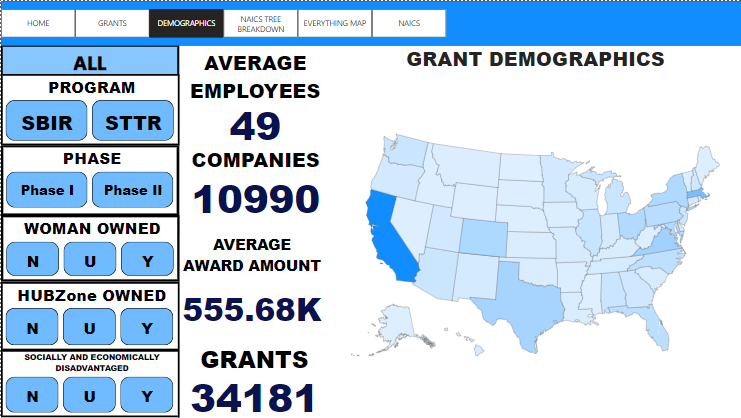 HOME
GRANTS
DEMOGRAPHICS
NAICS TREE
BREAKDOWN
EVERYTHING MAP
NAICS
ALL
PROGRAM
SBIR
STTR
PHASE
Phase I
Phase II
WOMAN OWNED
N
U
Y
HUBZone OWNED
N
U
Y
SOCIALLY AND ECONOMICALLY
DISADVANTAGED
N
U
Y
AVERAGE
EMPLOYEES
49
COMPANIES
10990
AVERAGE
AWARD AMOUNT
555.68K
GRANTS
34181
GRANT DEMOGRAPHICS